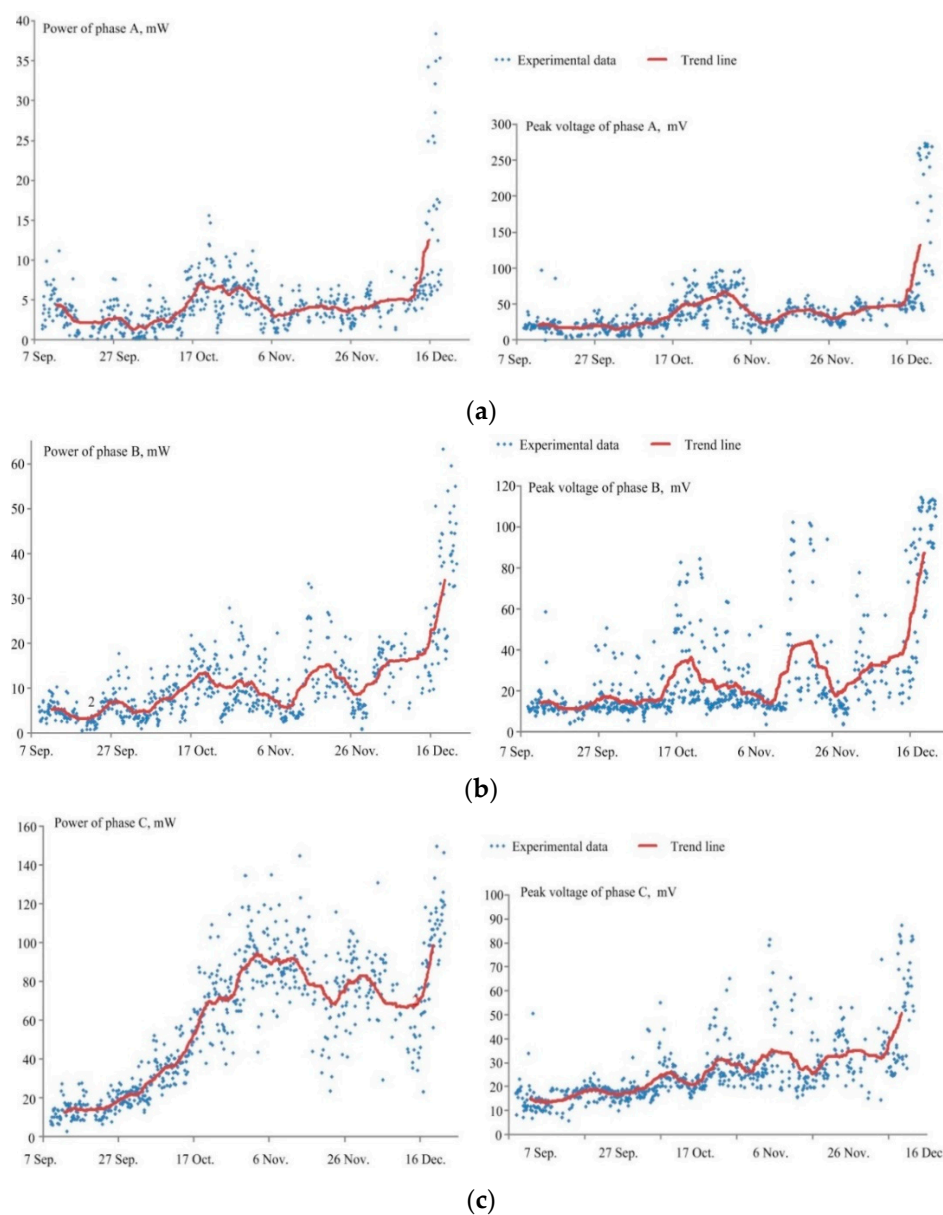 Power of phase A, mW
40
35
30
25
20
15
10
5
0
7 Sep. 27 Sep. 17 Oct. 6 Nov. 26 Nov. 16 Dec.
Experimental data Trend line
Peak voltage of phase A, mV
300
250
200
150
100
50
0
7 Sep. 27 Sep. 17 Oct. 6 Nov. 26 Nov. 16 Dec.
(a)
Power of phase B, mW
60
50
40
30
20
10
0
2
7 Sep. 27 Sep. 17 Oct. 6 Nov. 26 Nov. 16 Dec.
Experimental data Trend line
Peak voltage of phase B, mV
120
100
80
60
40
20
0
7 Sep. 27 Sep. 17 Oct. 6 Nov. 26 Nov. 16 Dec.
(b)
Power of phase C, mW
160
140
120
100
80
60
40
20
0
7 Sep. 27 Sep. 17 Oct. 6 Nov. 26 Nov. 16 Dec.
Experimental data Trend line
Peak voltage of phase C, mV
100
90
80
70
60
50
40
30
20
10
0
7 Sep. 27 Sep. 17 Oct. 6 Nov. 26 Nov. 16 Dec.
(c)